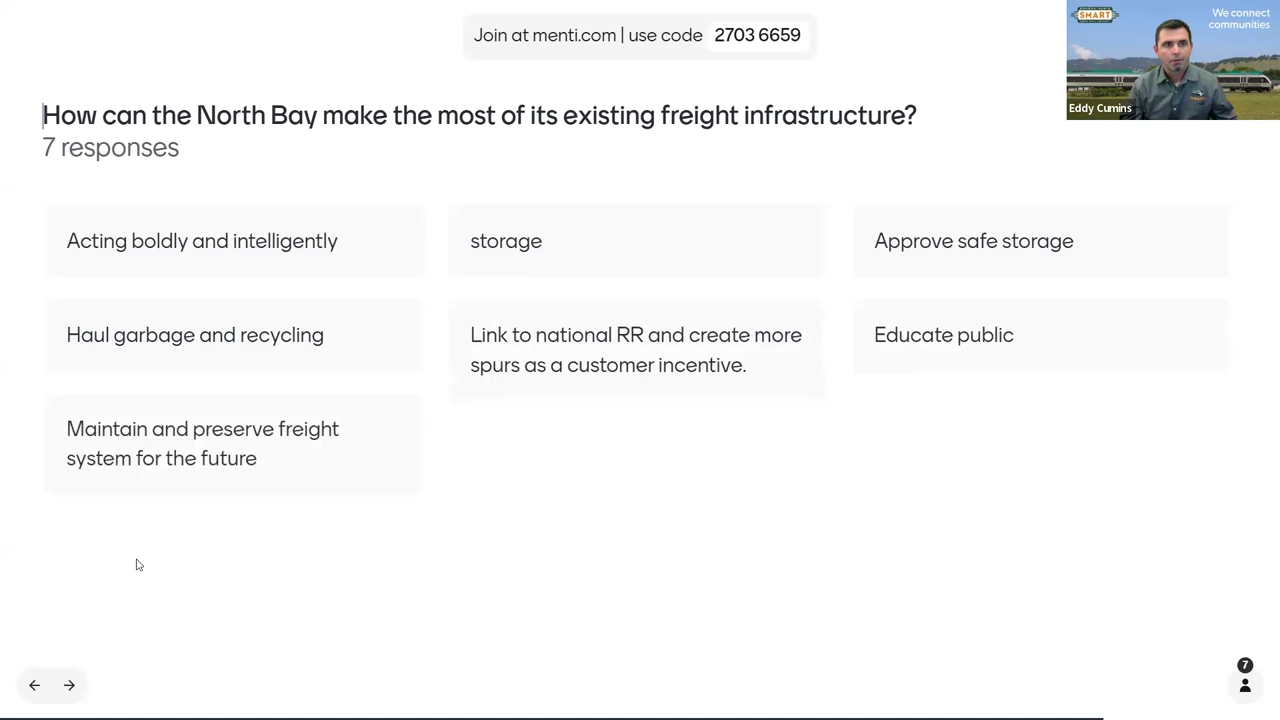 Join at menti.com | use code 2703 6659
SMART
We connect
communities
Eddy Cumins
How can the North Bay make the most of its existing freight infrastructure?
7 responses
Acting boldly and intelligently
storage
Approve safe storage
Haul garbage and recycling
Link to national RR and create more
spurs as a customer incentive.
Educate public
Maintain and preserve freight
system for the future
7